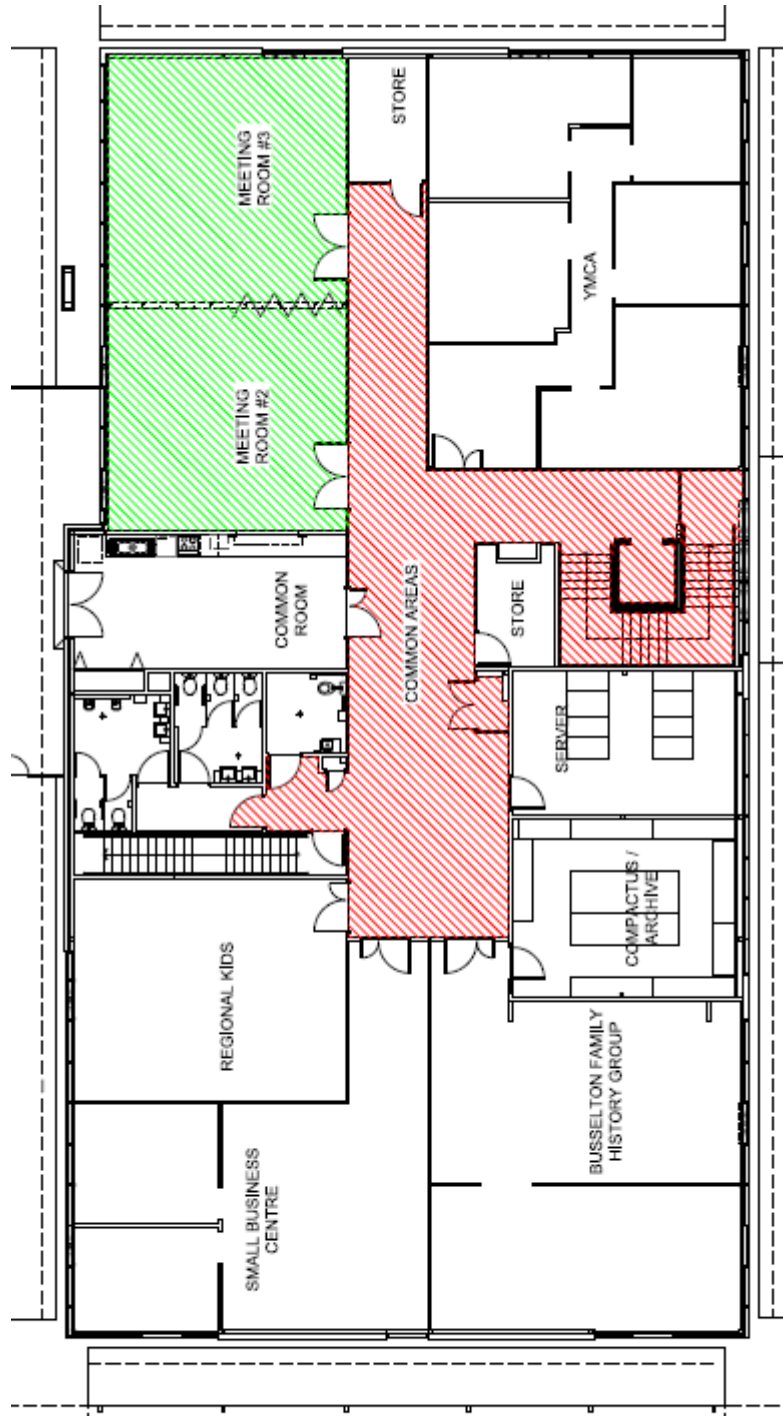 MEETING
ROOM #3
STORE
YMCA
MEETING
ROOM #2
COMMON
ROOM
COMMON AREAS
STORE
SERVER
COMPACTUS /
ARCHIVE
REGIONAL KIDS
BUSSELTON FAMILY
HISTORY GROUP
SMALL BUSINESS
CENTRE